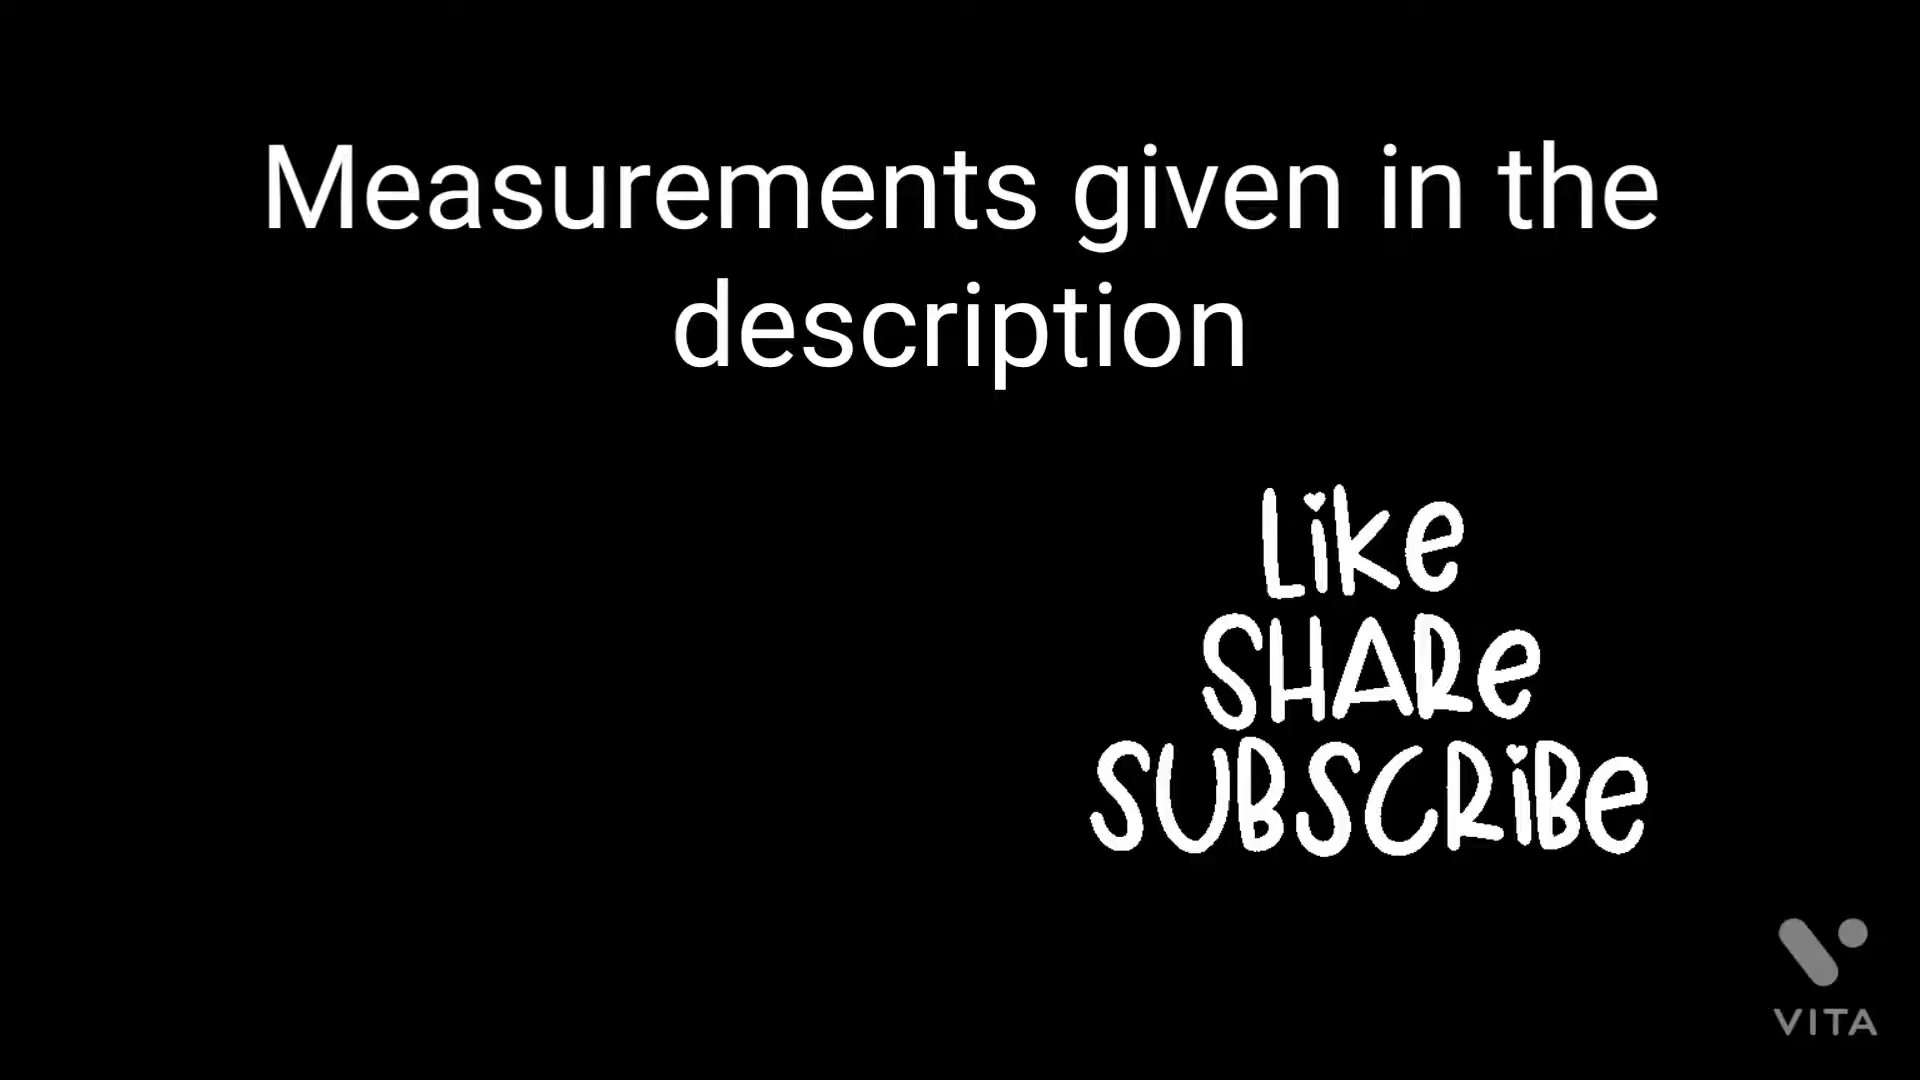 Measurements given in the
description
Like
SHARe
SUBSCRiBe
VITA